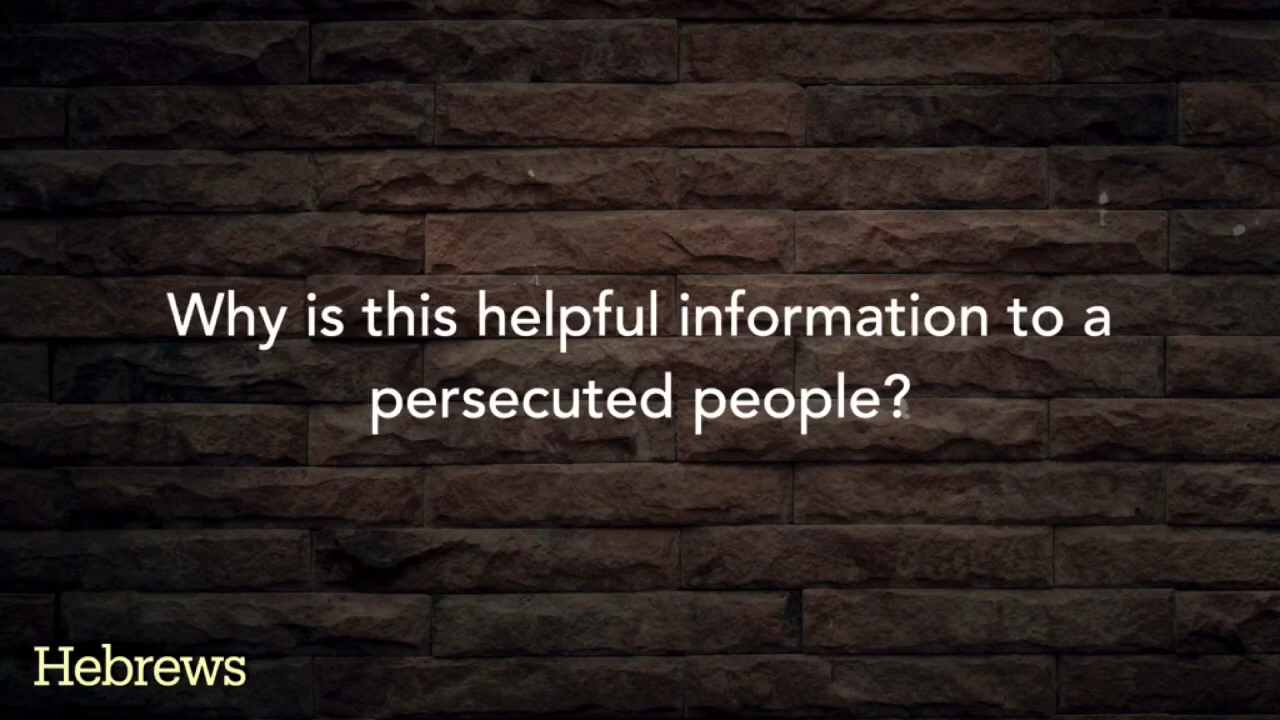 Why is this helpful information to a
persecuted people?
Hebrews